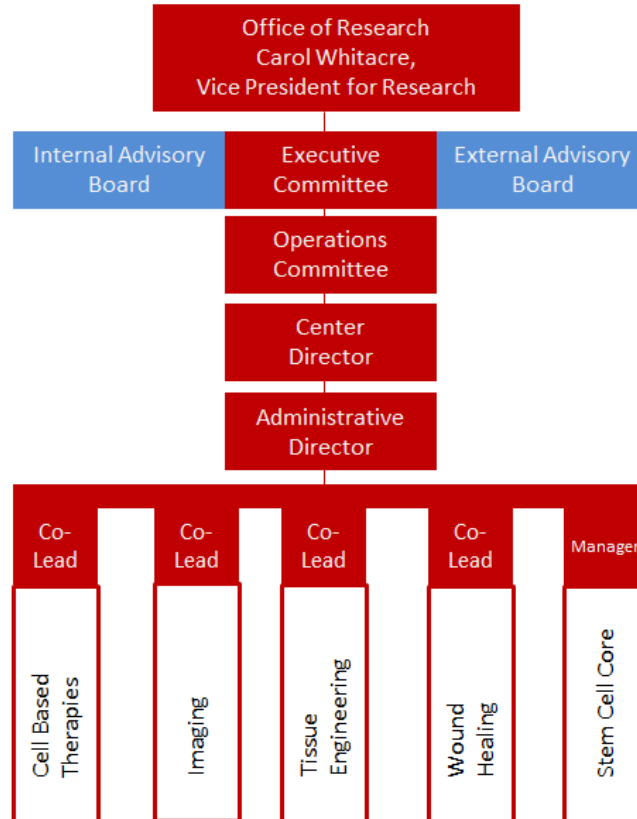 Office of Research
Carol Whitacre,
Vice President for Research
Internal Advisory
Board
Executive
Committee
External Advisory
Board
Operations
Committee
Center
Director
Administrative
Director
Co-
Lead
Co-
Lead
Co-
Lead
Co-
Lead
Manager
Cell Based
Therapies
Imaging
Tissue
Engineering
Wound
Healing
Stem Cell Core